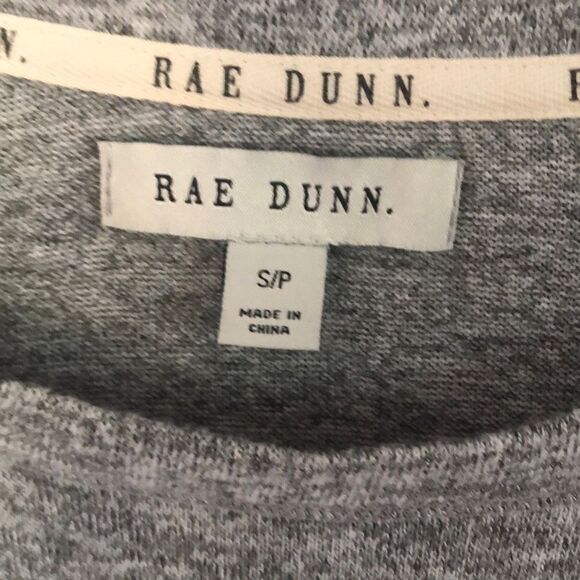 RAE DUNN.
RAE DUNN.
S/P
MADE IN
CHINA